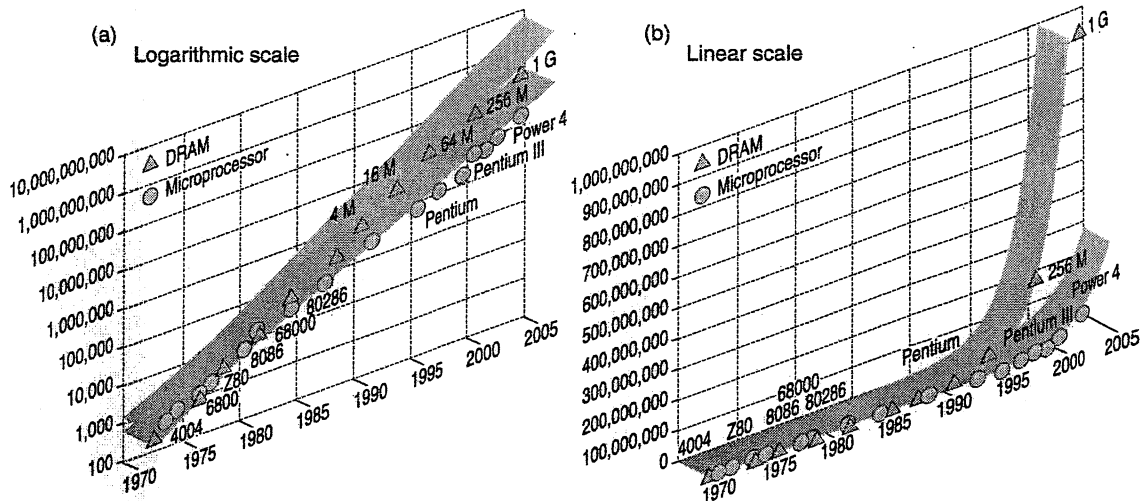 (a)
Logarithmic scale
DRAM
Microprocessor
10,000,000,000
1,000,000,000
100,000,000
10,000,000
1,000,000
100,000
10,000
1,000
100
1 G
256 M
64 M
16 M
4 M
Power 4
Pentium III
Pentium
80286
68000
8086
Z80
6800
4004
1970
1975
1980
1985
1990
1995
2000
2005
(b)
Linear scale
DRAM
Microprocessor
1,000,000,000
900,000,000
800,000,000
700,000,000
600,000,000
500,000,000
400,000,000
300,000,000
200,000,000
100,000,000
0
1 G
256 M
Power 4
Pentium III
Pentium
68000
4004 Z80 8086 80286
1970
1975
1980
1985
1990
1995
2000
2005